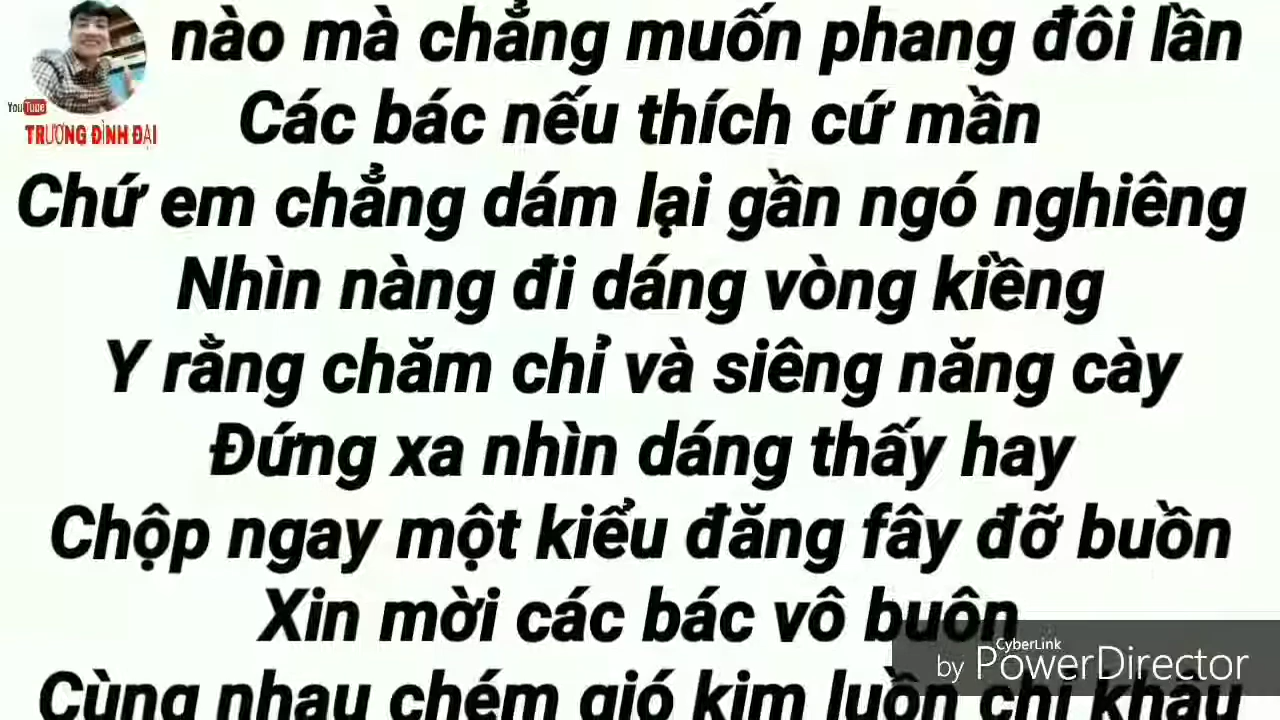 nào mà chẳng muốn phang đôi lần
YouTube
TRƯƠNG ĐÌNH ĐẠI
Các bác nếu thích cứ mần
Chứ em chẳng dám lại gần ngó nghiêng
Nhìn nàng đi dáng vòng kiềng
Y rằng chăm chỉ và siêng năng cày
Đứng xa nhìn dáng thấy hay
Chộp ngay một kiểu đăng fây đỡ buồn
Xin mời các bác vô buôn
Cùng nhau chém gió kim luồn chỉ khâu
CyberLink
by PowerDirector